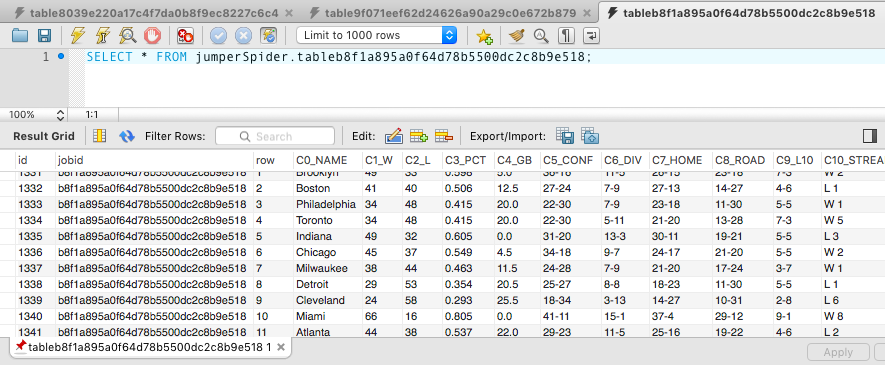 table8039e220a17c4f7da0b8f9ec8227c6c4 table9f071eef62d24626a90a29c0e672b879 tableb8f1a895a0f64d78b5500dc2c8b9e518
Limit to 1000 rows
1 SELECT * FROM jumperSpider.tableb8f1a895a0f64d78b5500dc2c8b9e518;
100% 1:1
Result Grid Filter Rows: Search Edit: Export/Import:
id jobid row C0_NAME C1_W C2_L C3_PCT C4_GB C5_CONF C6_DIV C7_HOME C8_ROAD C9_L10 C10_STREA
1331 b8f1a895a0f64d78b5500dc2c8b9e518 1 Brooklyn 49 33 0.598 5.0 36-16 11-5 26-15 23-18 7-3 W 2
1332 b8f1a895a0f64d78b5500dc2c8b9e518 2 Boston 41 40 0.506 12.5 27-24 7-9 27-13 14-27 4-6 L 1
1333 b8f1a895a0f64d78b5500dc2c8b9e518 3 Philadelphia 34 48 0.415 20.0 22-30 7-9 23-18 11-30 5-5 W 1
1334 b8f1a895a0f64d78b5500dc2c8b9e518 4 Toronto 34 48 0.415 20.0 22-30 5-11 21-20 13-28 7-3 W 5
1335 b8f1a895a0f64d78b5500dc2c8b9e518 5 Indiana 49 32 0.605 0.0 31-20 13-3 30-11 19-21 5-5 L 3
1336 b8f1a895a0f64d78b5500dc2c8b9e518 6 Chicago 45 37 0.549 4.5 34-18 9-7 24-17 21-20 5-5 W 2
1337 b8f1a895a0f64d78b5500dc2c8b9e518 7 Milwaukee 38 44 0.463 11.5 24-28 7-9 21-20 17-24 3-7 W 1
1338 b8f1a895a0f64d78b5500dc2c8b9e518 8 Detroit 29 53 0.354 20.5 25-27 8-8 18-23 11-30 5-5 L 1
1339 b8f1a895a0f64d78b5500dc2c8b9e518 9 Cleveland 24 58 0.293 25.5 18-34 3-13 14-27 10-31 2-8 L 6
1340 b8f1a895a0f64d78b5500dc2c8b9e518 10 Miami 66 16 0.805 0.0 41-11 15-1 37-4 29-12 9-1 W 8
1341 b8f1a895a0f64d78b5500dc2c8b9e518 11 Atlanta 44 38 0.537 22.0 29-23 11-5 25-16 19-22 4-6 L 2
tableb8f1a895a0f64d78b5500dc2c8b9e518 1 Apply